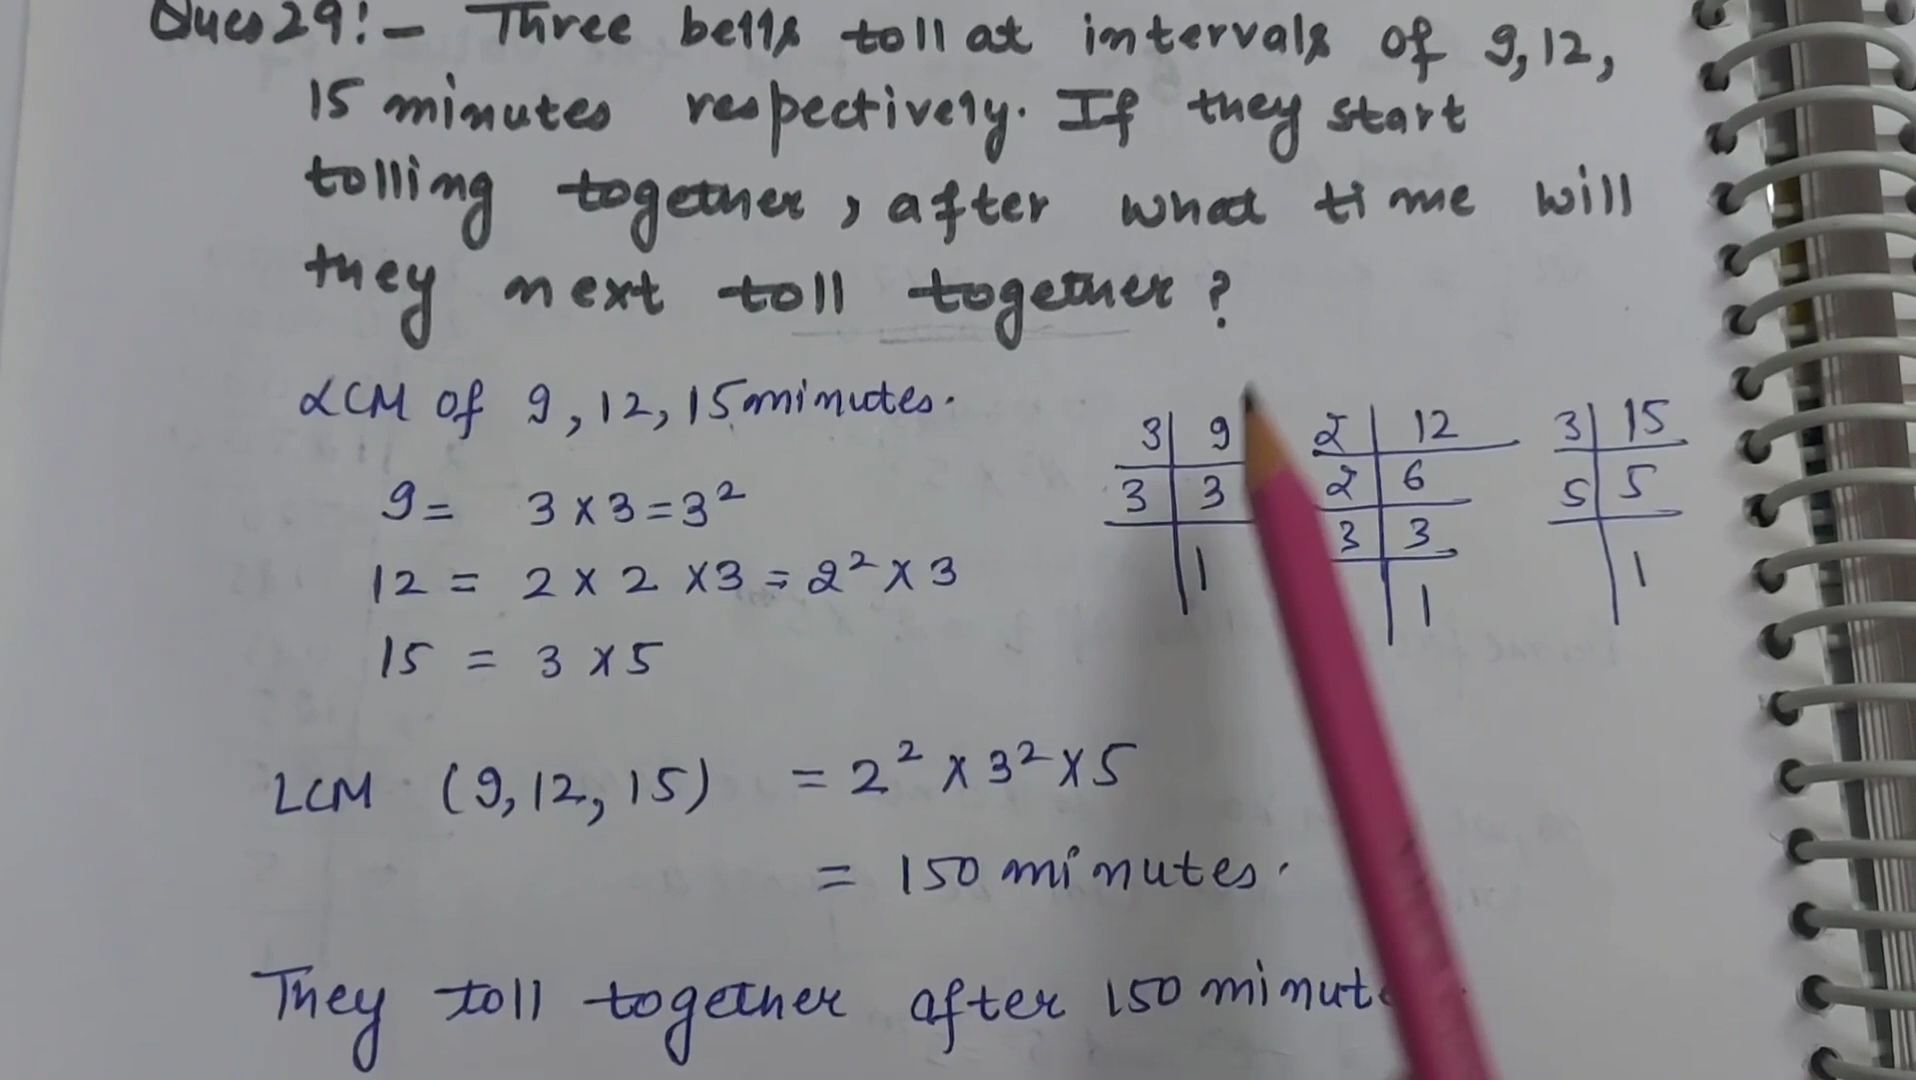 Ques 29:- Three bells toll at intervals of 9, 12,
15 minutes respectively. If they start
tolling together, after what time will
they next toll together?
LCM of 9, 12, 15 minutes.
9 = 3 x 3 = 3²
12 = 2 x 2 x 3 = 2² x 3
15 = 3 x 5
3 | 9
3 | 3
| 1
2 | 12
2 | 6
3 | 3
| 1
3 | 15
5 | 5
| 1
LCM (9, 12, 15) = 2² x 3² x 5
= 150 minutes.
They toll together after 150 minut